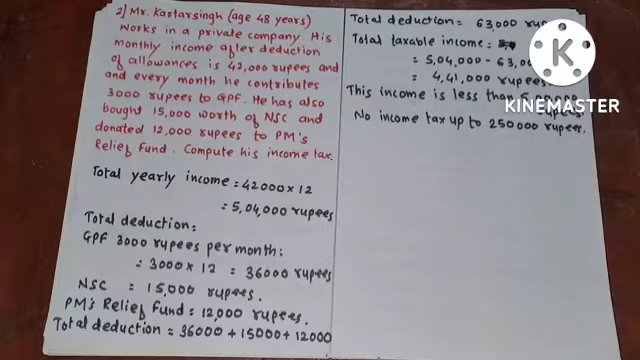 2] Mr. Kartarsingh (age 48 years)
works in a private company. His
monthly income after deduction
of allowances is 42,000 rupees and
and every month he contributes
3000 rupees to GPF. He has also
bought 15,000 worth of NSC and
donated 12,000 rupees to PM's
Relief Fund. Compute his income tax.
Total yearly income = 42000 × 12
= 5,04,000 rupees
Total deduction:
GPF 3000 rupees per month:
= 3000 × 12 = 36000 rupees
NSC = 15,000 rupees.
PM's Relief Fund = 12,000 rupees.
Total deduction = 36000 + 15000 + 12000
Total deduction = 63,000
Total taxable income =
= 5,04,000 - 63,
= 4,41,000 rupees
This income is less than
No income tax up to 250000 rupees.
KINEMASTER